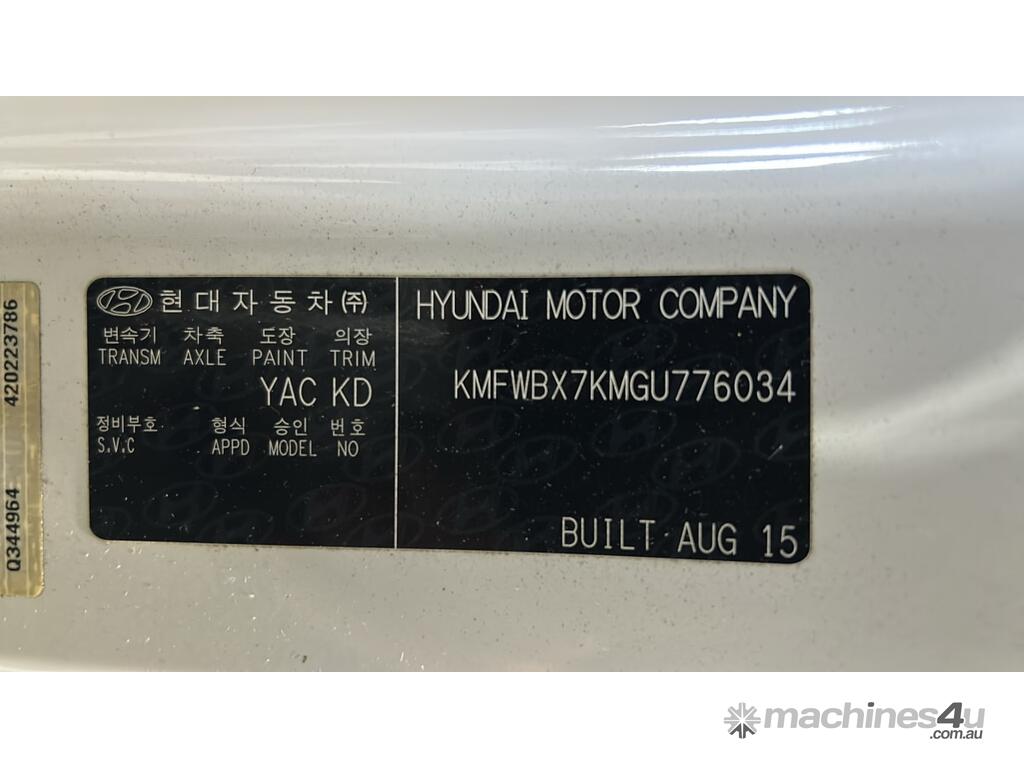 현대자동차㈜
변속기 차축 도장 의장
TRANSM AXLE PAINT TRIM
YAC KD
정비부호 형식 승인 번호
S.V.C APPD MODEL NO
HYUNDAI MOTOR COMPANY
KMFWBX7KMGU776034
BUILT AUG 15
Q344964 420223786
machines4u
.com.au